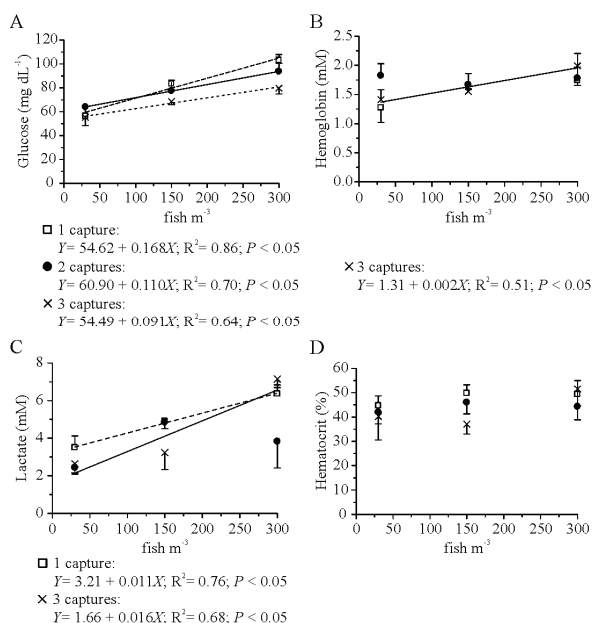 A
Glucose (mg dL⁻¹)
120
100
80
60
40
20
0
0 50 100 150 200 250 300
fish m⁻³
□ 1 capture:
Y= 54.62 + 0.168X; R²= 0.86; P < 0.05
● 2 captures:
Y= 60.90 + 0.110X; R²= 0.70; P < 0.05
× 3 captures:
Y= 54.49 + 0.091X; R²= 0.64; P < 0.05
B
Hemoglobin (mM)
2.5
2.0
1.5
1.0
0.5
0.0
0 50 100 150 200 250 300
fish m⁻³
× 3 captures:
Y= 1.31 + 0.002X; R²= 0.51; P < 0.05
C
Lactate (mM)
8
6
4
2
0
0 50 100 150 200 250 300
fish m⁻³
□ 1 capture:
Y= 3.21 + 0.011X; R²= 0.76; P < 0.05
× 3 captures:
Y= 1.66 + 0.016X; R²= 0.68; P < 0.05
D
Hematocrit (%)
60
50
40
30
20
10
0
0 50 100 150 200 250 300
fish m⁻³